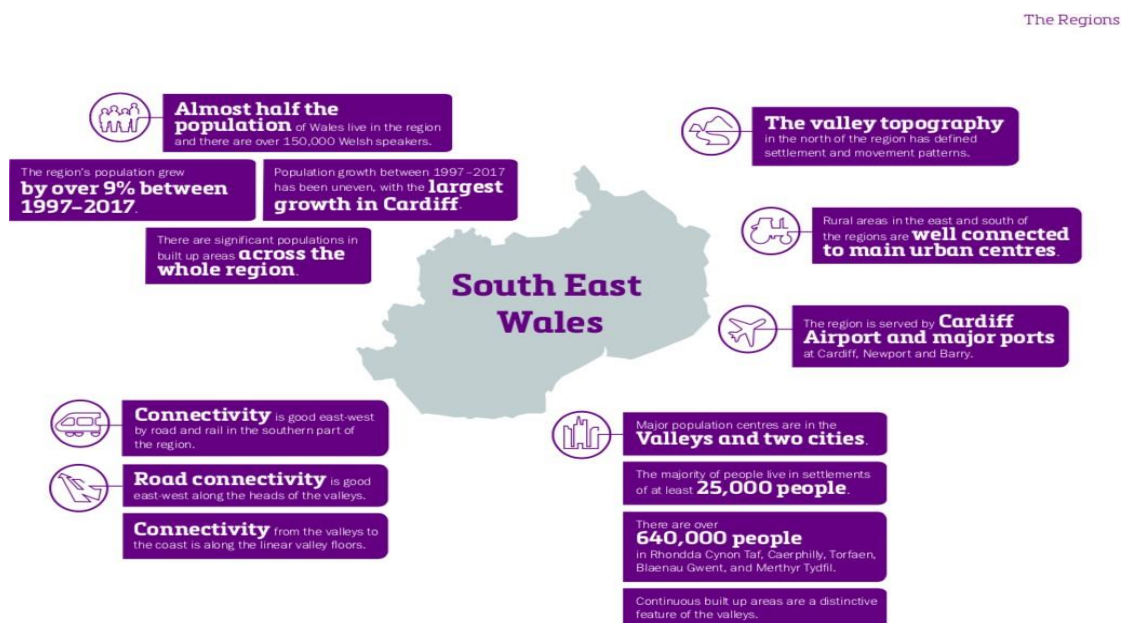 The Regions
Almost half the
population of Wales live in the region
and there are over 150,000 Welsh speakers.
The region's population grew
by over 9% between
1997–2017.
Population growth between 1997–2017
has been uneven, with the largest
growth in Cardiff.
There are significant populations in
built up areas across the
whole region.
The valley topography
in the north of the region has defined
settlement and movement patterns.
Rural areas in the east and south of
the regions are well connected
to main urban centres.
South East
Wales
The region is served by Cardiff
Airport and major ports
at Cardiff, Newport and Barry.
Connectivity is good east-west
by road and rail in the southern part of
the region.
Road connectivity is good
east-west along the heads of the valleys.
Connectivity from the valleys to
the coast is along the linear valley floors.
Major population centres are in the
Valleys and two cities.
The majority of people live in settlements
of at least 25,000 people.
There are over
640,000 people
in Rhondda Cynon Taf, Caerphilly, Torfaen,
Blaenau Gwent, and Merthyr Tydfil.
Continuous built up areas are a distinctive
feature of the valleys.